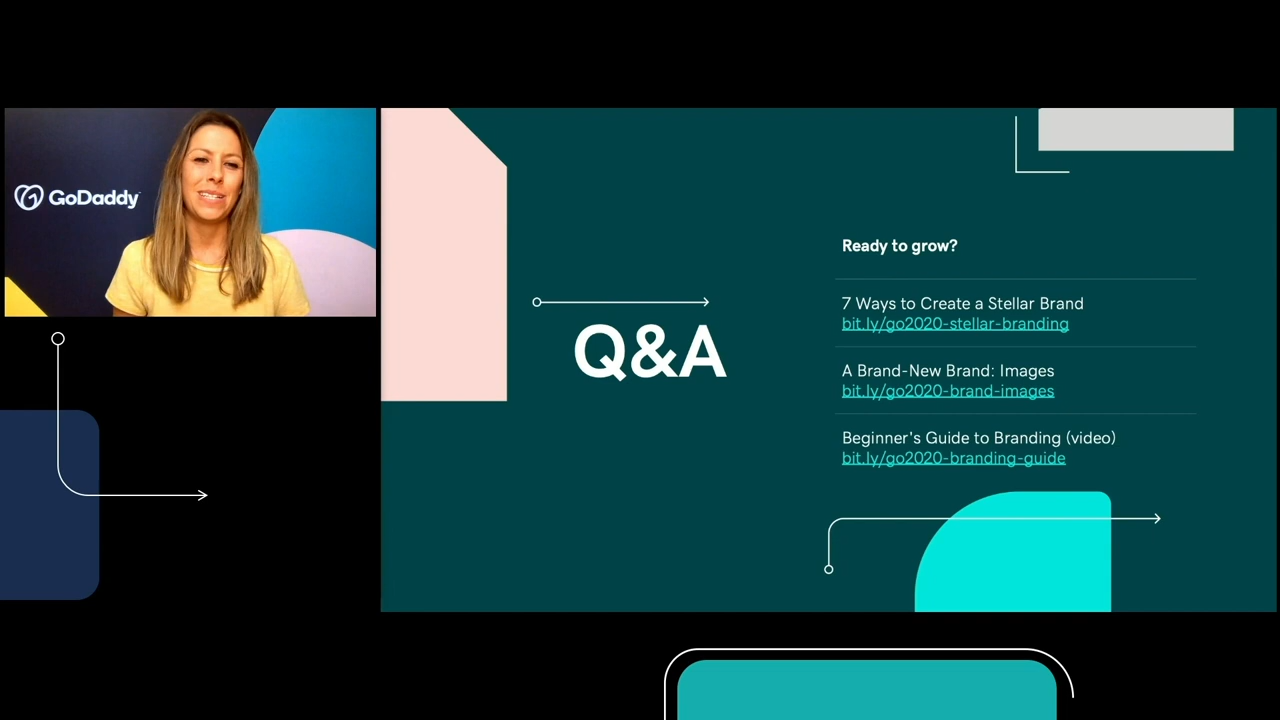 GoDaddy
Q&A
Ready to grow?
7 Ways to Create a Stellar Brand
bit.ly/go2020-stellar-branding
A Brand-New Brand: Images
bit.ly/go2020-brand-images
Beginner's Guide to Branding (video)
bit.ly/go2020-branding-guide